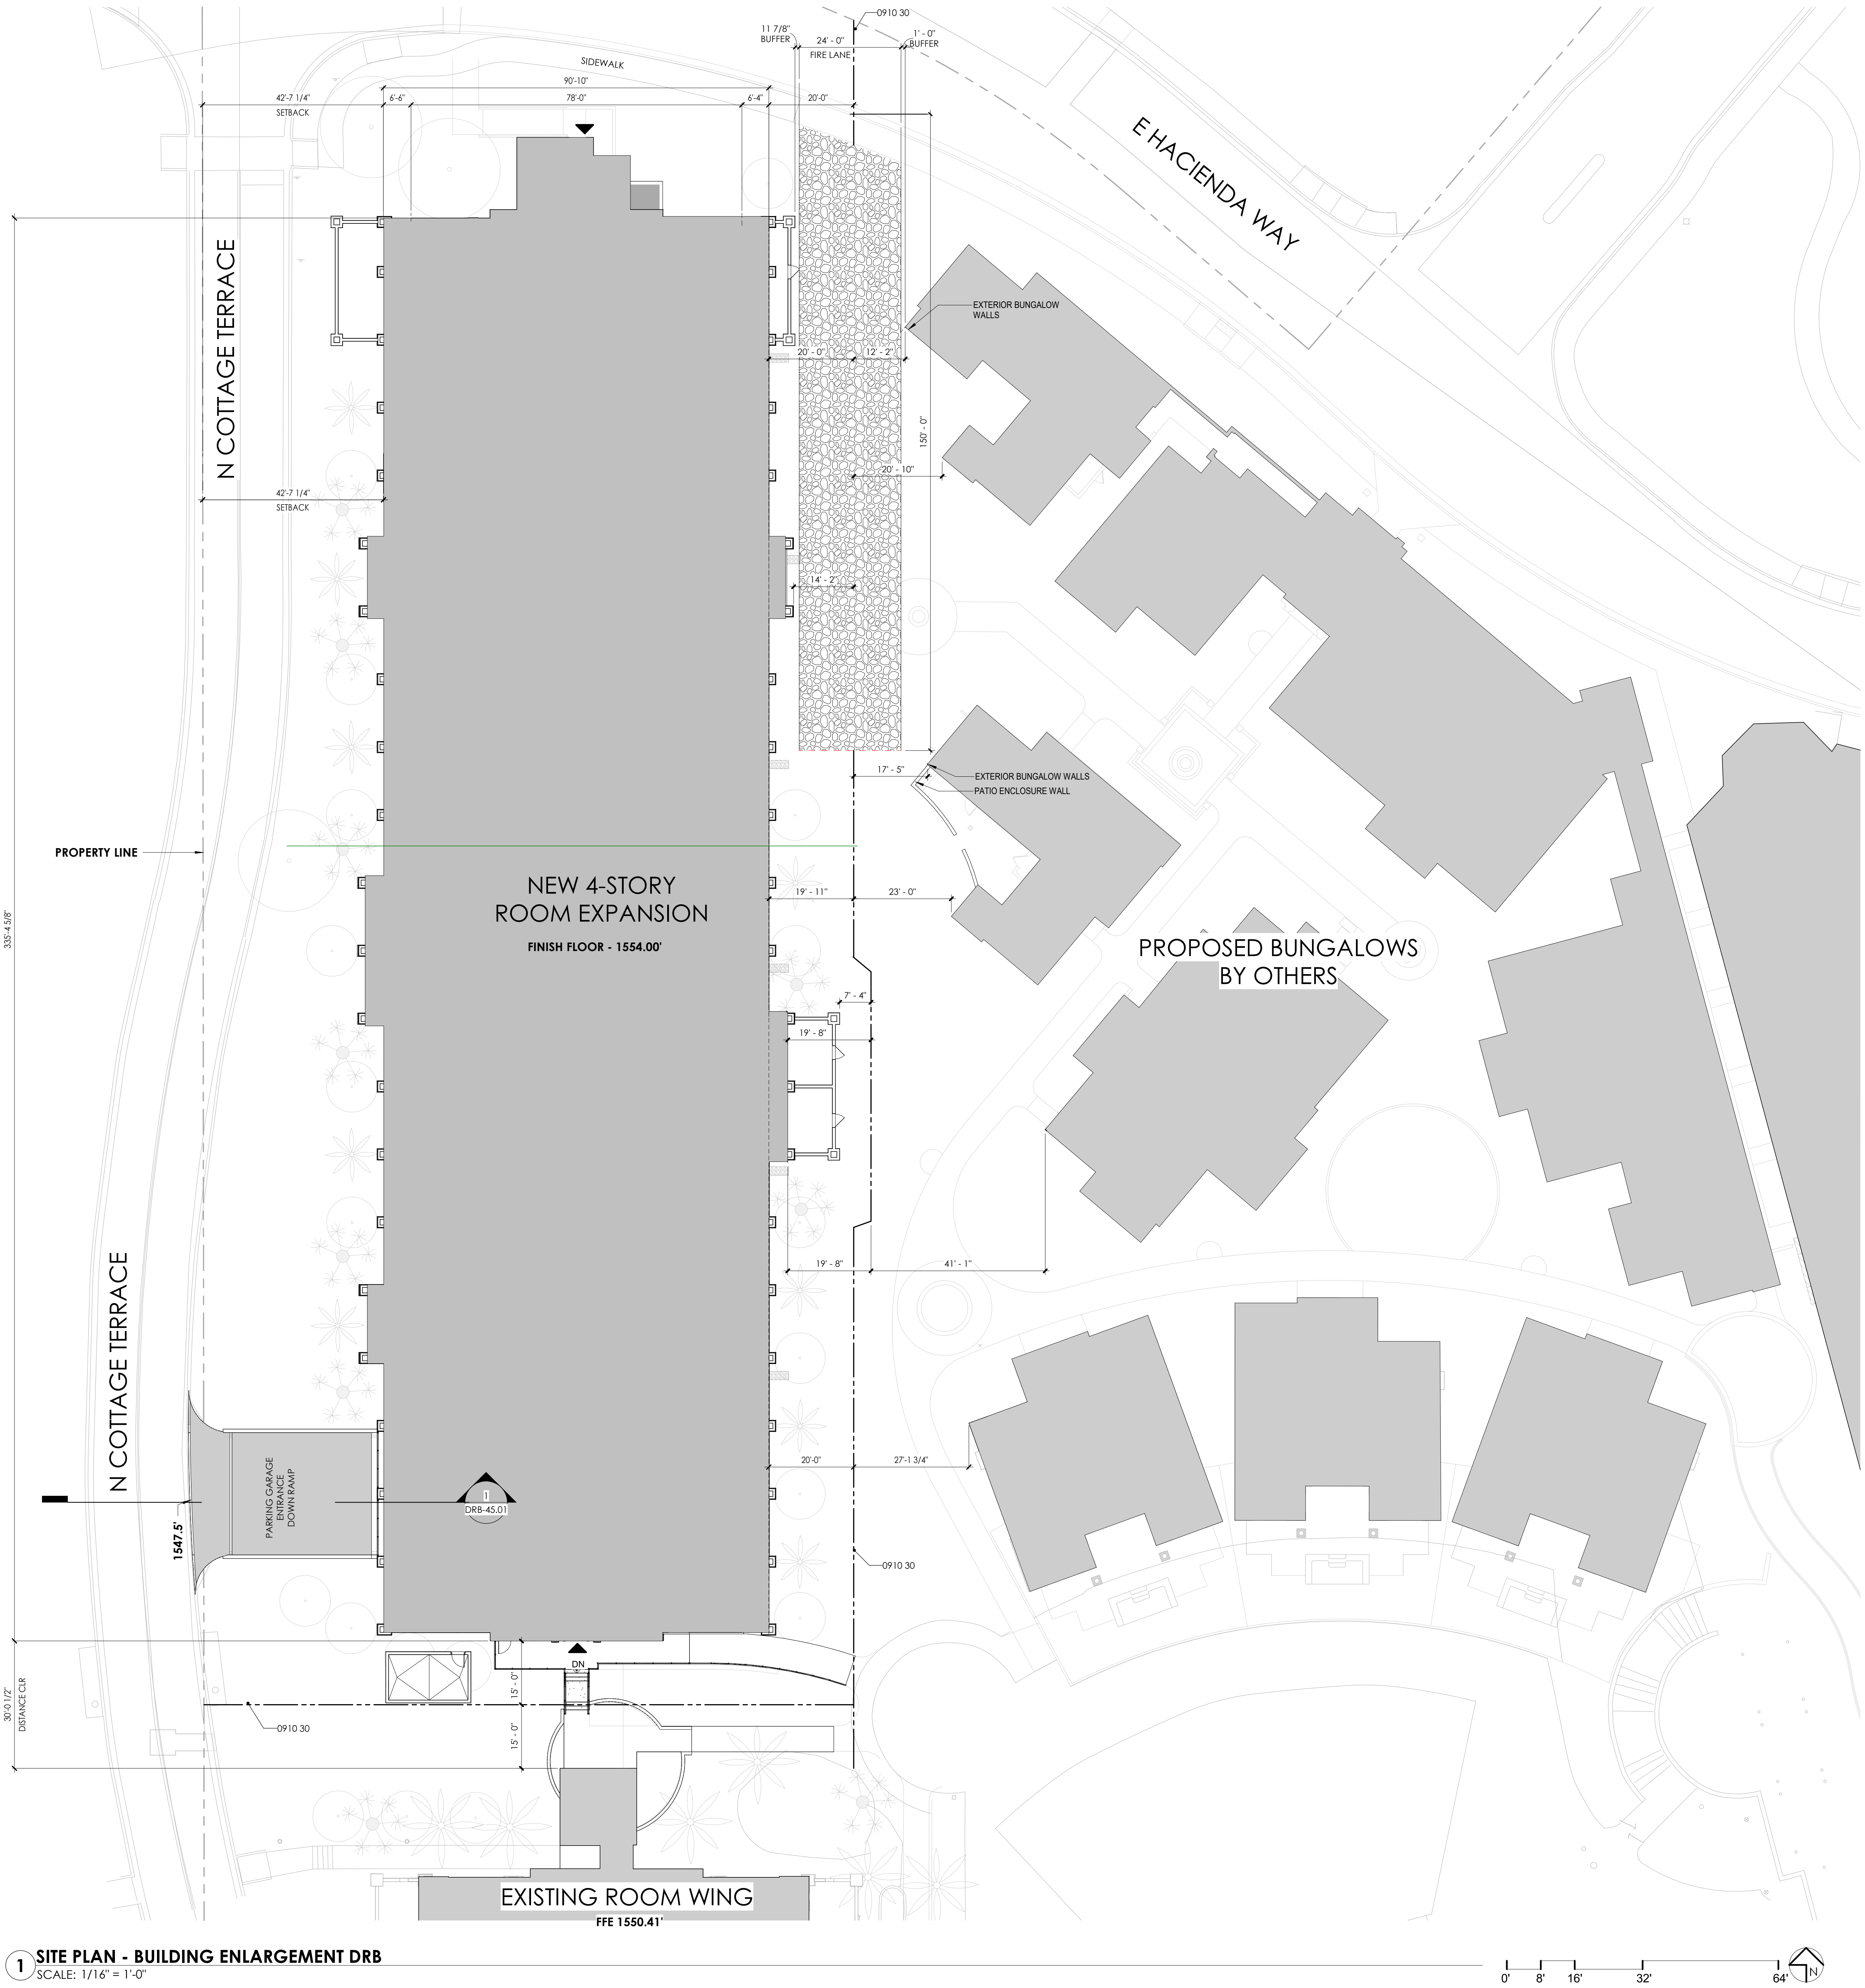 0910 30
11 7/8"
BUFFER
24' - 0"
FIRE LANE
1' - 0"
BUFFER
SIDEWALK
90'-10"
42'-7 1/4"
SETBACK
6'-6"
78'-0"
6'-4"
20'-0"
E HACIENDA WAY
N COTTAGE TERRACE
EXTERIOR BUNGALOW
WALLS
20' - 0"
12' - 2"
150' - 0"
20' - 10"
42'-7 1/4"
SETBACK
14' - 2"
17' - 5"
EXTERIOR BUNGALOW WALLS
PATIO ENCLOSURE WALL
PROPERTY LINE
NEW 4-STORY
ROOM EXPANSION
FINISH FLOOR - 1554.00'
19' - 11"
23' - 0"
335'-4 5/8"
PROPOSED BUNGALOWS
BY OTHERS
7' - 4"
19' - 8"
19' - 8"
41' - 1"
N COTTAGE TERRACE
20'-0"
27'-1 3/4"
PARKING GARAGE
ENTRANCE
DOWN RAMP
1
DRB-45.01
1547.5'
0910 30
DN
15' - 0"
30'-0 1/2"
DISTANCE CLR
0910 30
15' - 0"
EXISTING ROOM WING
FFE 1550.41'
1 SITE PLAN - BUILDING ENLARGEMENT DRB
SCALE: 1/16" = 1'-0"
0' 8' 16' 32' 64'
N